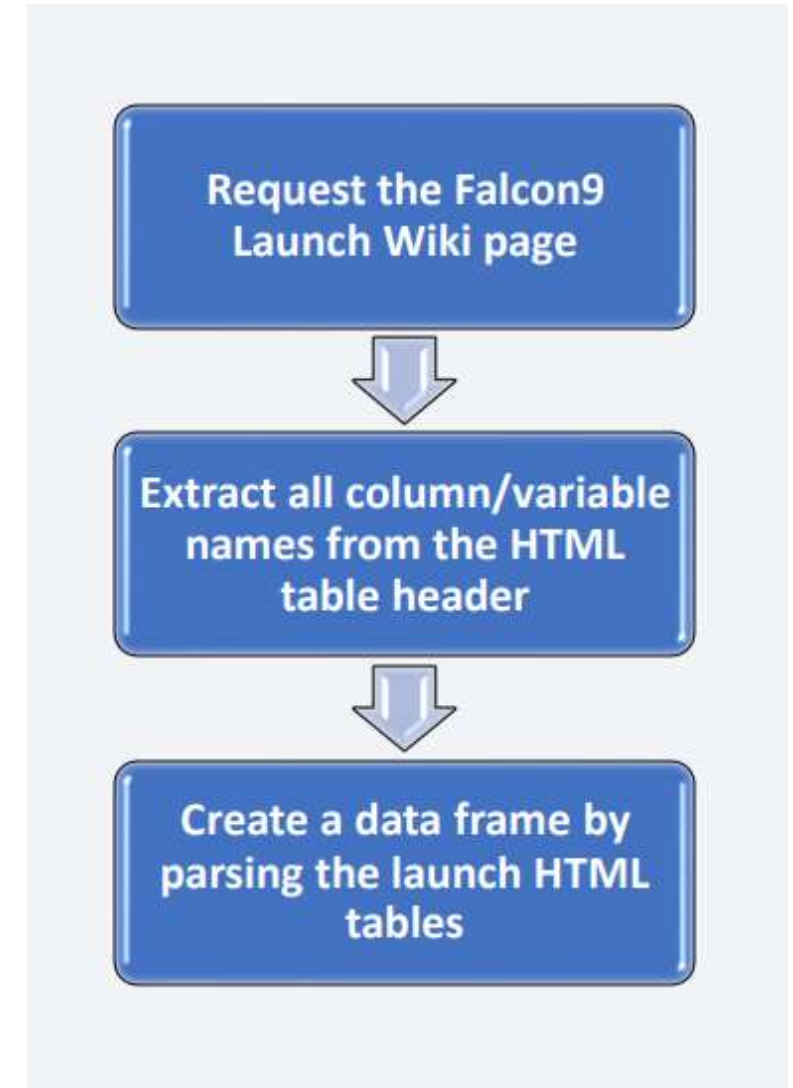 Request the Falcon9
Launch Wiki page
Extract all column/variable
names from the HTML
table header
Create a data frame by
parsing the launch HTML
tables